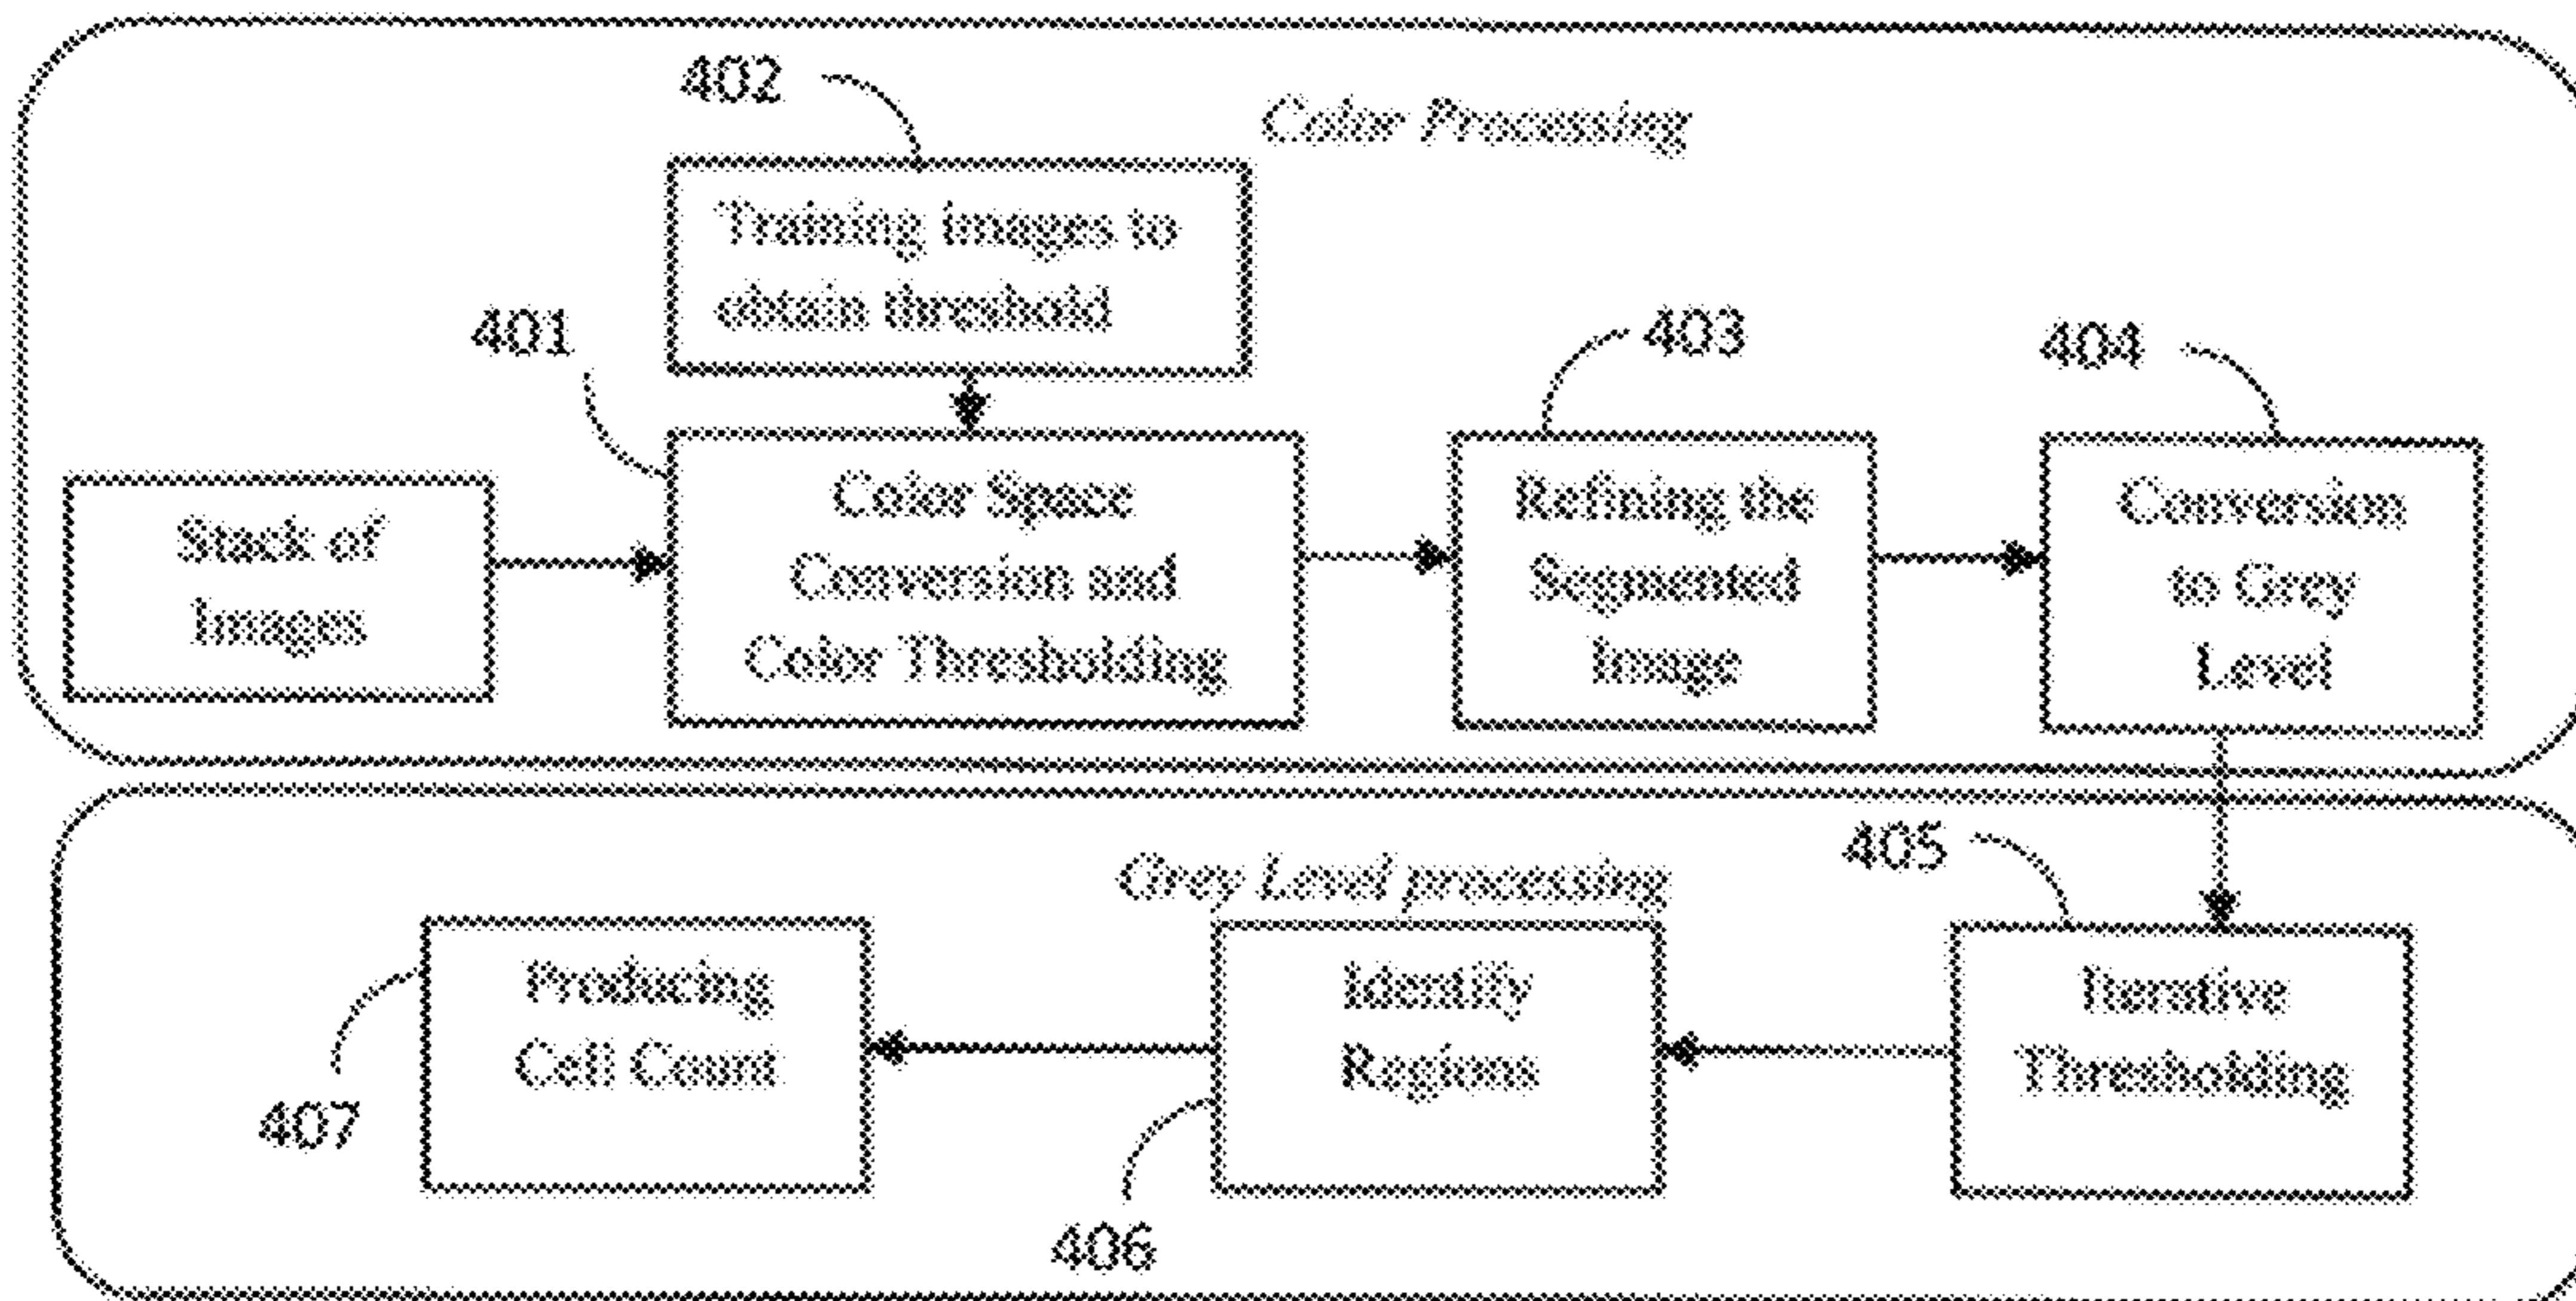 402
Color Processing
Training images to
obtain threshold
401
403
404
Stack of
Images
Color Space
Conversion and
Color Thresholding
Refining the
Segmented
Image
Conversion
to Grey
Level
405
Grey Level processing
Producing
Cell Count
Identify
Regions
Iterative
Thresholding
407
406